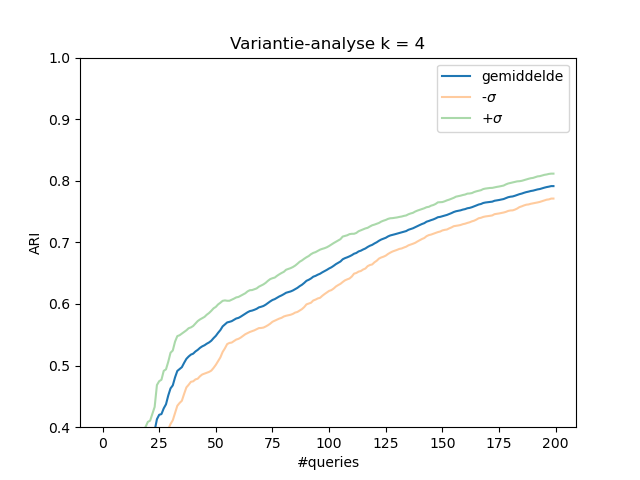 Variantie-analyse k = 4
1.0
0.9
0.8
0.7
0.6
0.5
0.4
ARI
gemiddelde
-σ
+σ
0 25 50 75 100 125 150 175 200
#queries